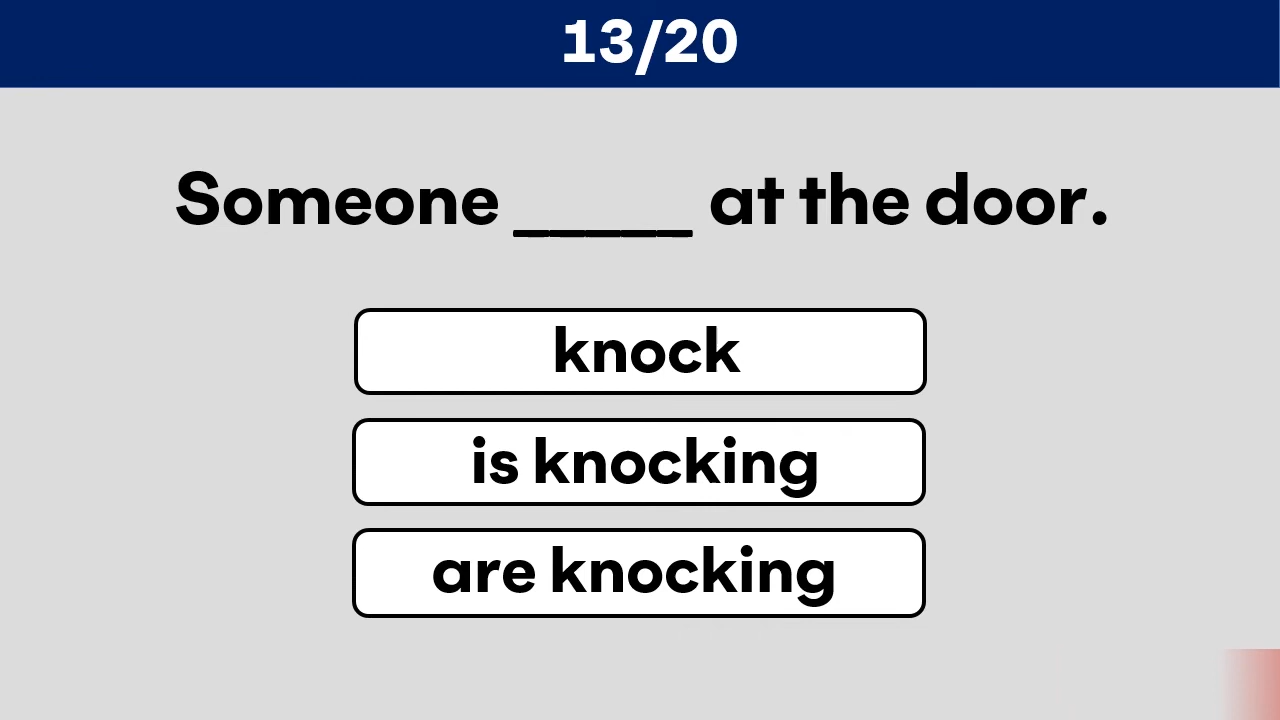 13/20
Someone _____ at the door.
knock
is knocking
are knocking